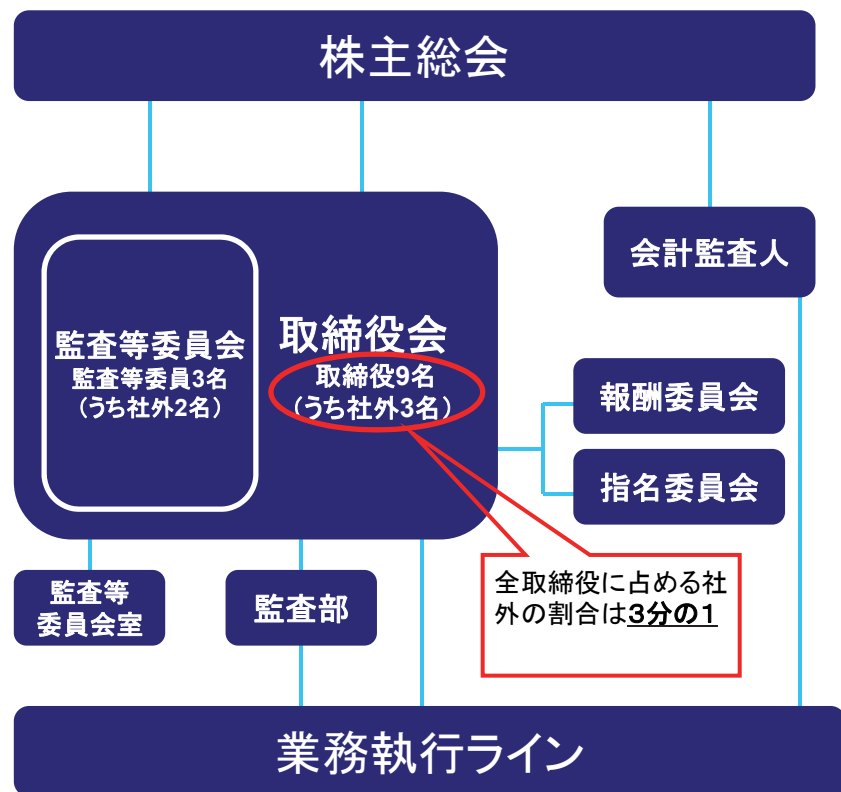 株主総会
会計監査人
監査等委員会
監査等委員3名
（うち社外2名）
取締役会
取締役9名
（うち社外3名）
報酬委員会
指名委員会
全取締役に占める社
外の割合は３分の１
監査等
委員会室
監査部
業務執行ライン